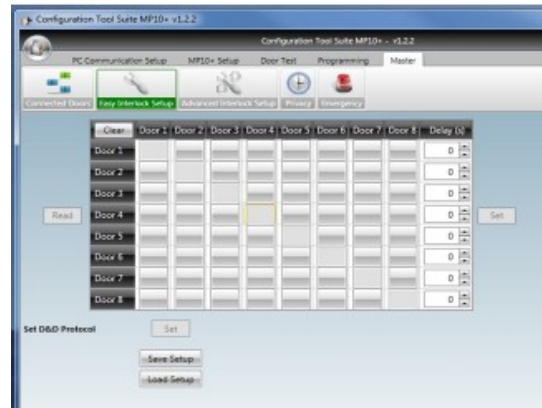 Configuration Tool Suite MP10+ v1.2.2
Configuration Tool Suite MP10+ - v1.2.2
PC Communication Setup MP10+ Setup Door Test Programming Master
Connected Doors Easy Interlock Setup Advanced Interlock Setup Privacy Emergency
Clear Door 1 Door 2 Door 3 Door 4 Door 5 Door 6 Door 7 Door 8 Delay (s)
Door 1 0
Door 2 0
Door 3 0
Read Door 4 0 Set
Door 5 0
Door 6 0
Door 7 0
Door 8 0
Set D&D Protocol Set
Save Setup
Load Setup